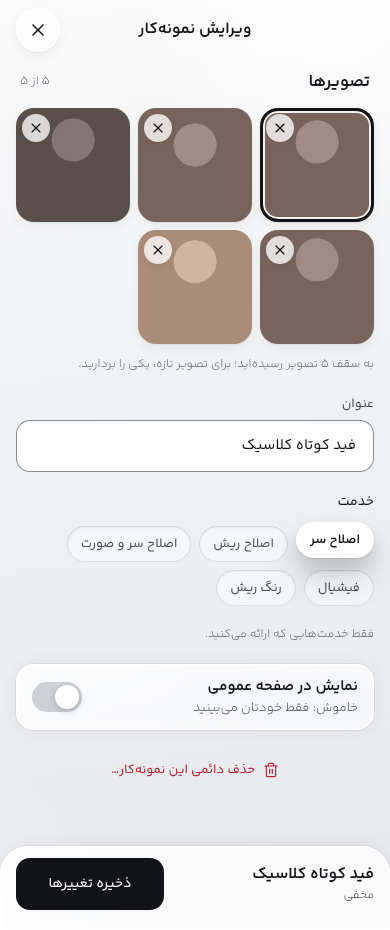 ویرایش نمونه‌کار
تصویرها
۵ از ۵
به سقف ۵ تصویر رسیده‌اید؛ برای تصویر تازه، یکی را بردارید.
عنوان
فید کوتاه کلاسیک
خدمت
اصلاح سر
اصلاح ریش
اصلاح سر و صورت
فیشیال
رنگ ریش
فقط خدمت‌هایی که ارائه می‌کنید.
نمایش در صفحه عمومی
خاموش: فقط خودتان می‌بینید
حذف دائمی این نمونه‌کار…
فید کوتاه کلاسیک
مخفی
ذخیره تغییرها